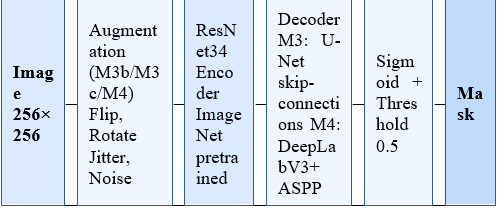 Imag
e
256×
256
Augment
ation
(M3b/M3
c/M4)
Flip,
Rotate
Jitter,
Noise
ResN
et34
Enco
der
Image
Net
pretra
ined
Decoder
M3: U-
Net
skip-
connecti
ons M4:
DeepLa
bV3+
ASPP
Sigm
oid +
Thres
hold
0.5
Ma
sk